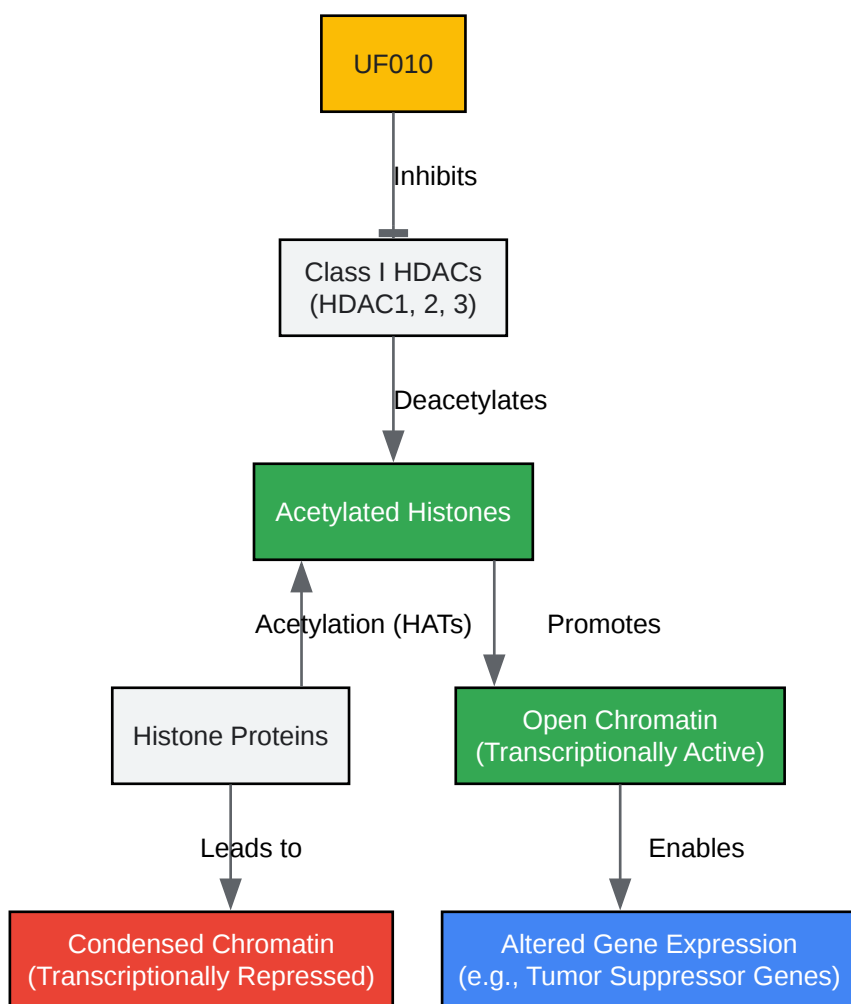 UF010
Inhibits
Class I HDACs
(HDAC1, 2, 3)
Deacetylates
Acetylated Histones
Acetylation (HATs)
Promotes
Histone Proteins
Open Chromatin
(Transcriptionally Active)
Leads to
Enables
Condensed Chromatin
(Transcriptionally Repressed)
Altered Gene Expression
(e.g., Tumor Suppressor Genes)